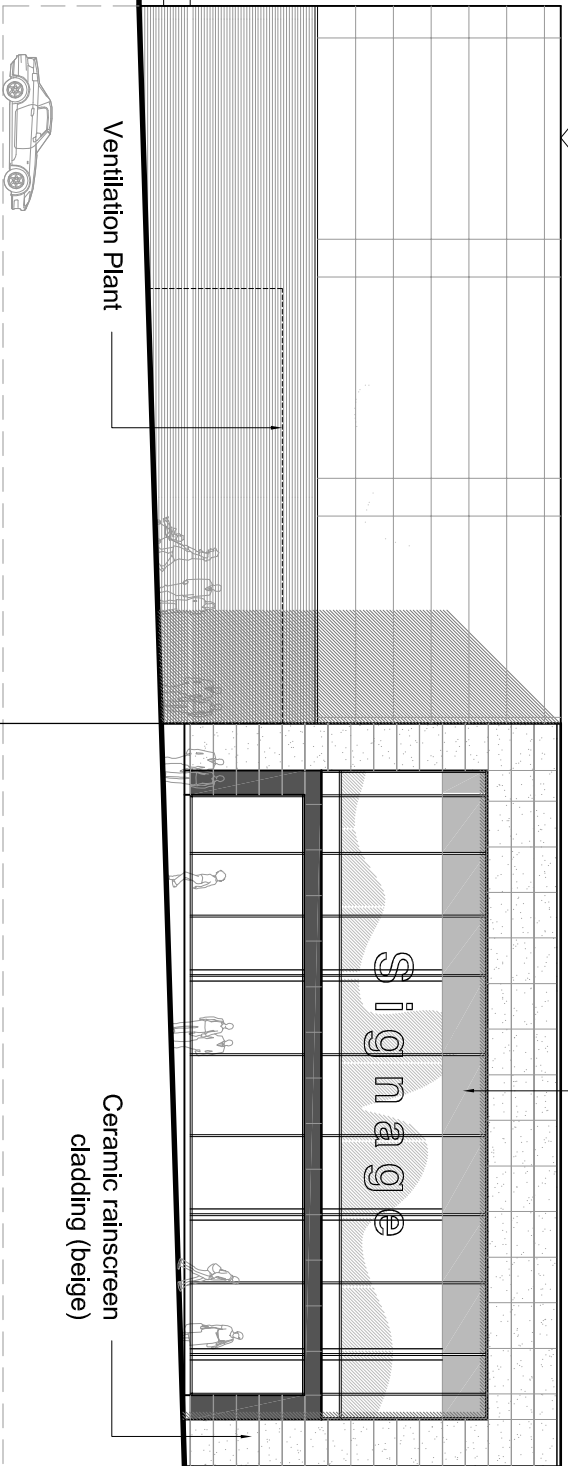 Ventilation Plant
Signage
Ceramic rainscreen
cladding (beige)